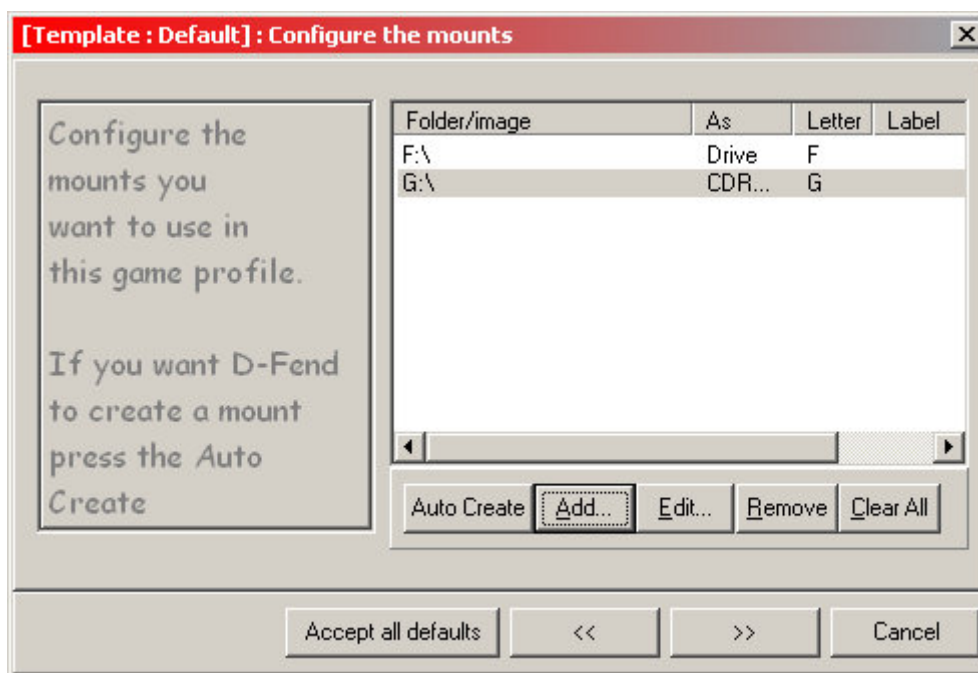 [Template : Default] : Configure the mounts
Configure the
mounts you
want to use in
this game profile.
If you want D-Fend
to create a mount
press the Auto
Create
Folder/image As Letter Label
F:\ Drive F
G:\ CDR... G
Auto Create Add... Edit... Remove Clear All
Accept all defaults << >> Cancel